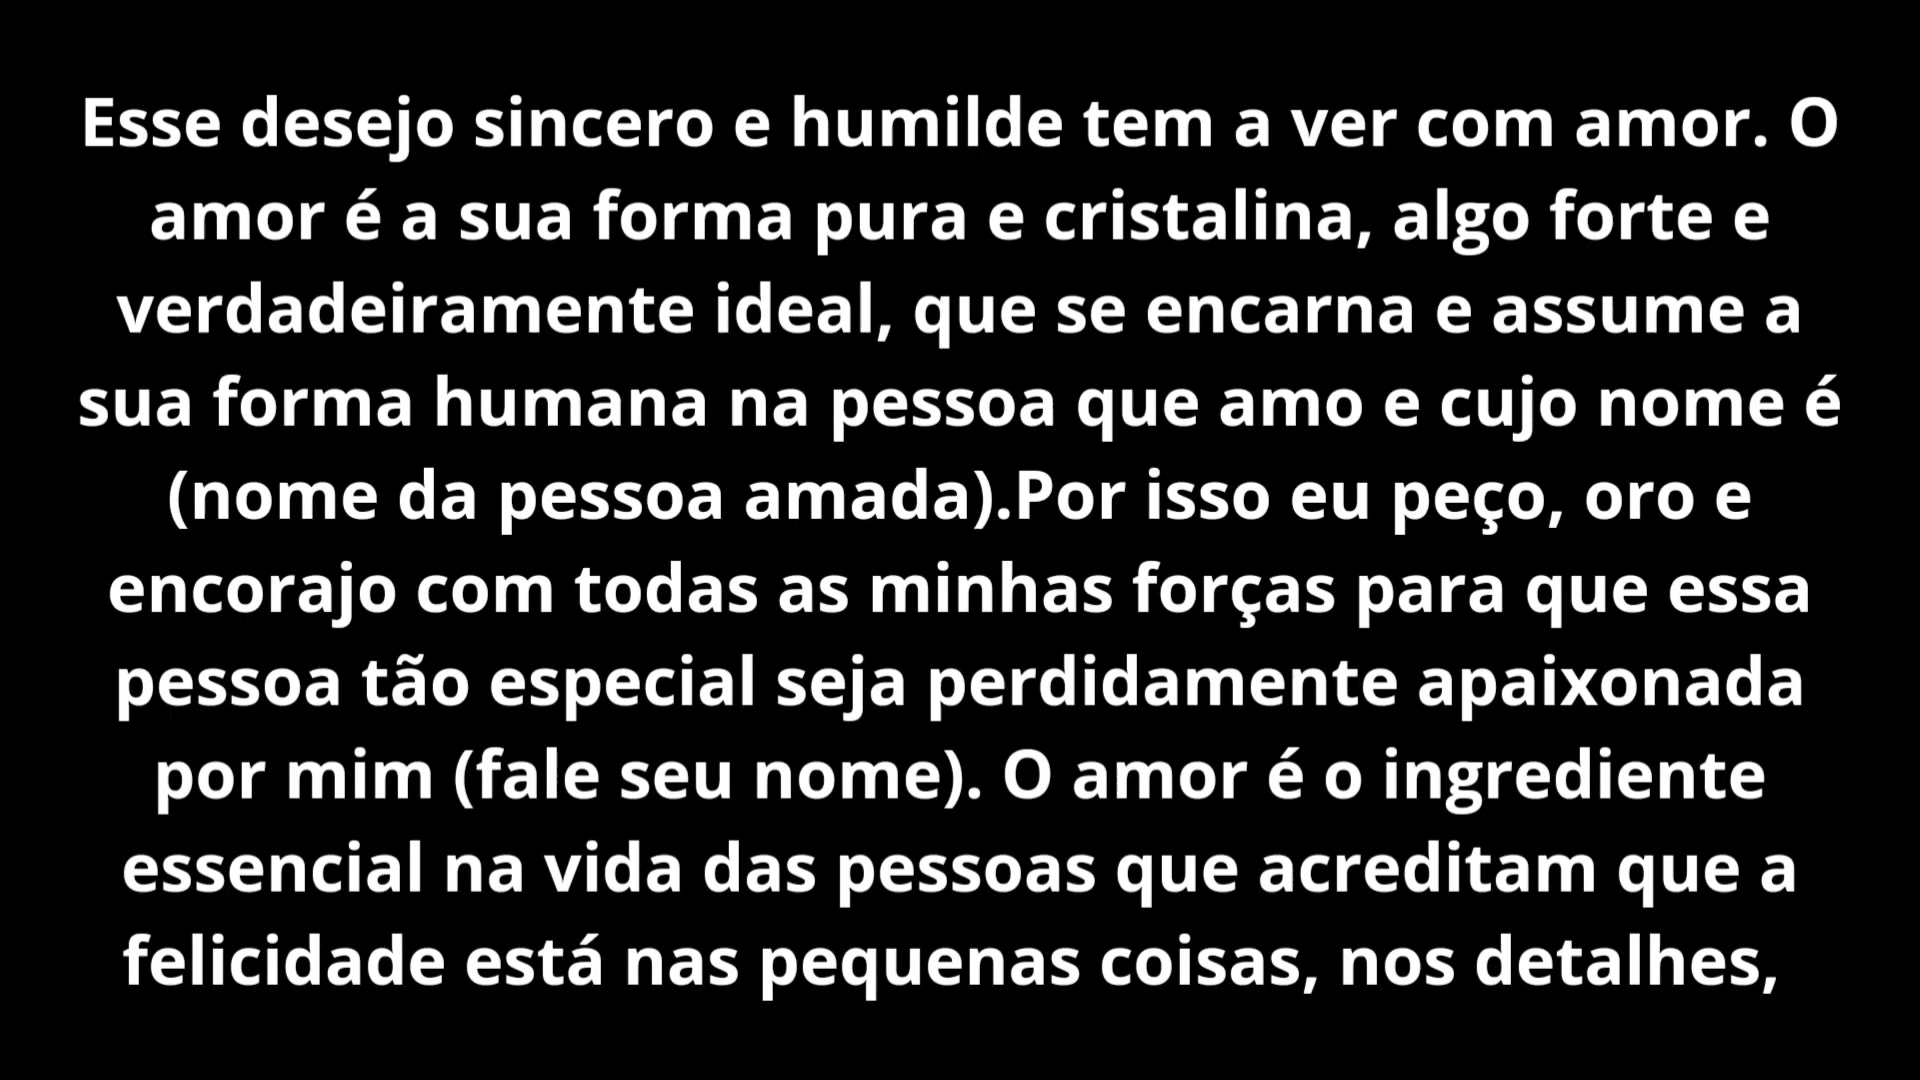 Esse desejo sincero e humilde tem a ver com amor. O
amor é a sua forma pura e cristalina, algo forte e
verdadeiramente ideal, que se encarna e assume a
sua forma humana na pessoa que amo e cujo nome é
(nome da pessoa amada).Por isso eu peço, oro e
encorajo com todas as minhas forças para que essa
pessoa tão especial seja perdidamente apaixonada
por mim (fale seu nome). O amor é o ingrediente
essencial na vida das pessoas que acreditam que a
felicidade está nas pequenas coisas, nos detalhes,